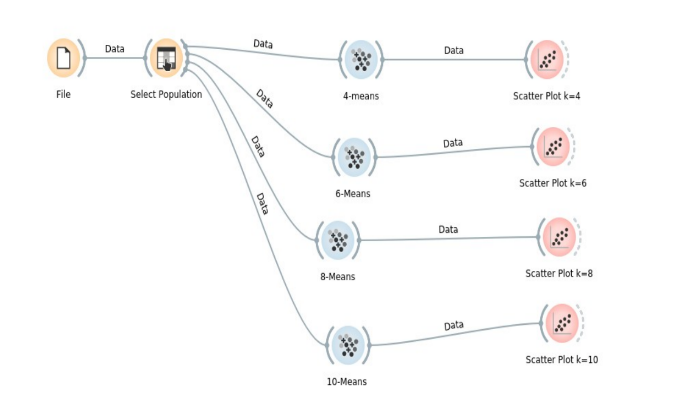 File
Data
Select Population
Data
4-means
Data
Scatter Plot k=4
Data
6-Means
Data
Scatter Plot k=6
Data
8-Means
Data
Scatter Plot k=8
Data
10-Means
Data
Scatter Plot k=10